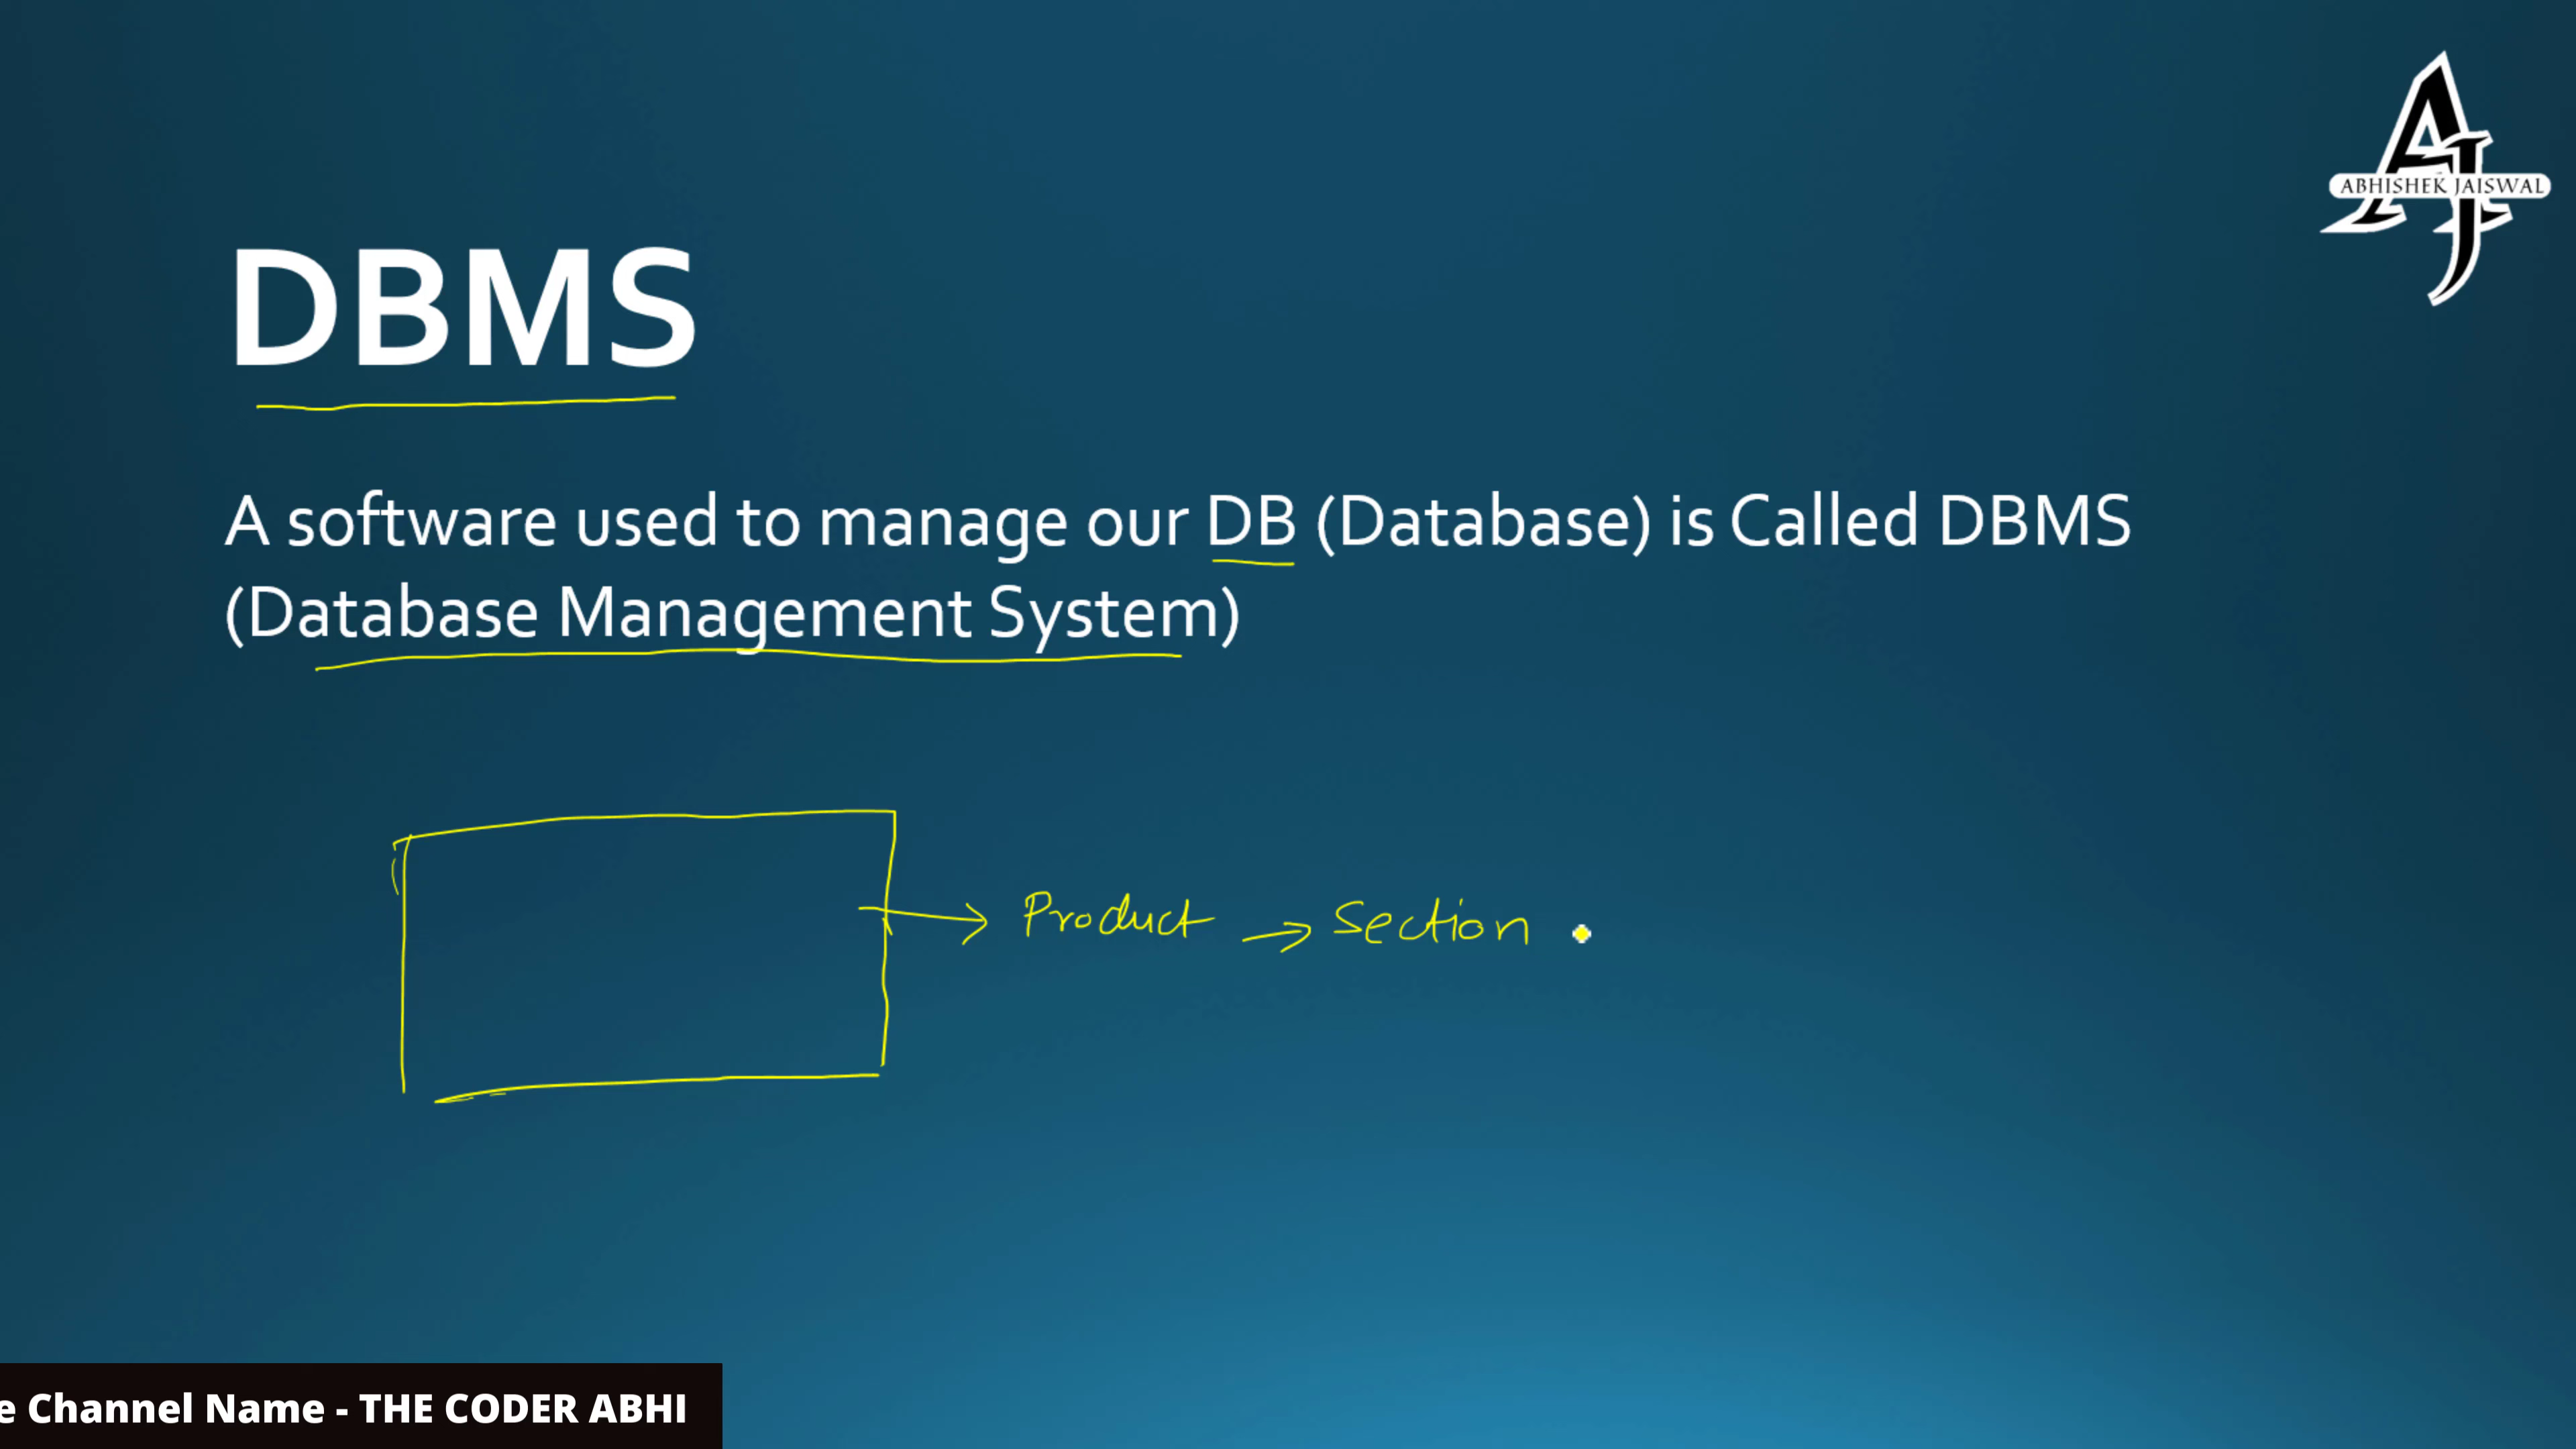 ABHISHEK JAISWAL
DBMS
A software used to manage our DB (Database) is Called DBMS
(Database Management System)
Product → Section
e Channel Name - THE CODER ABHI